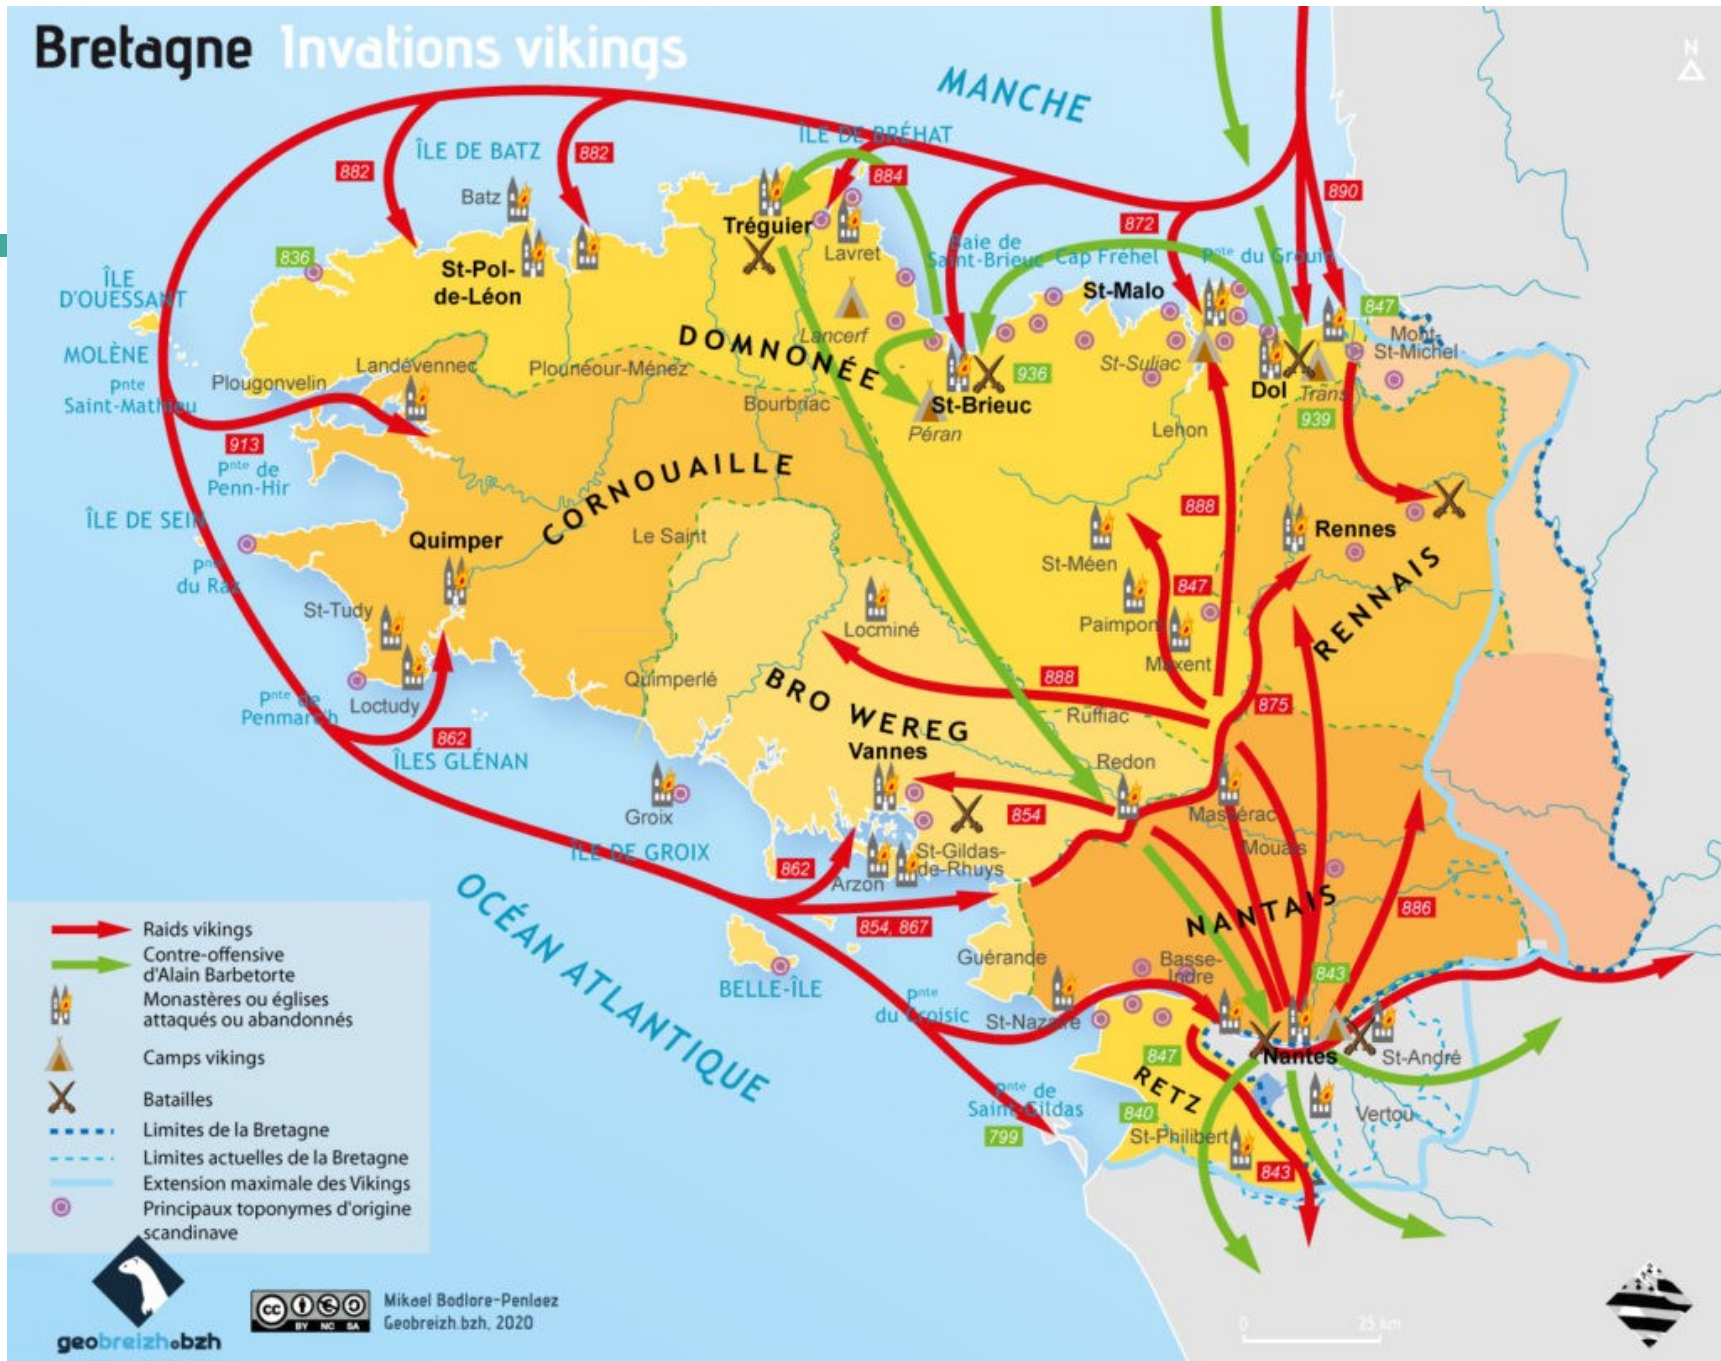 Bretagne Invations vikings
N
MANCHE
ÎLE DE BRÉHAT
ÎLE DE BATZ
882
882
884
890
872
Batz
Tréguier
Lavret
Baie de
Saint-Brieuc
Cap Fréhel
Pnte du Grouin
836
St-Pol-
de-Léon
ÎLE
D'OUESSANT
St-Malo
847
Lancerf
DOMNONÉE
Mont-
St-Michel
MOLÈNE
Landévennec
Plounéour-Ménez
St-Suliac
936
Plougonvelin
Pnte
Saint-Mathieu
Bourbriac
St-Brieuc
Dol
Trans
939
Péran
Lehon
913
Pnte de
Penn-Hir
CORNOUAILLE
888
ÎLE DE SEIN
Quimper
Le Saint
Rennes
Pnte
du Raz
St-Méen
847
RENNAIS
St-Tudy
Locminé
Paimpon
Maxent
Quimperlé
888
BRO WEREG
Pnte de
Penmarc'h
Loctudy
875
Ruffiac
862
ÎLES GLÉNAN
Vannes
Redon
Groix
854
Massérac
Mouais
ÎLE DE GROIX
St-Gildas-
de-Rhuys
862
Arzon
NANTAIS
886
854, 867
OCÉAN ATLANTIQUE
Guérande
Basse-
Indre
843
BELLE-ÎLE
Pnte
du Croisic
St-Nazaire
Nantes
St-André
847
RETZ
Pnte de
Saint-Gildas
840
Vertou
799
St-Philibert
843
Raids vikings
Contre-offensive
d'Alain Barbetorte
Monastères ou églises
attaqués ou abandonnés
Camps vikings
Batailles
Limites de la Bretagne
Limites actuelles de la Bretagne
Extension maximale des Vikings
Principaux toponymes d'origine
scandinave
geobreizh.bzh
cc
BY NC SA
Mikael Bodlore-Penlaez
Geobreizh.bzh, 2020
0 25 km